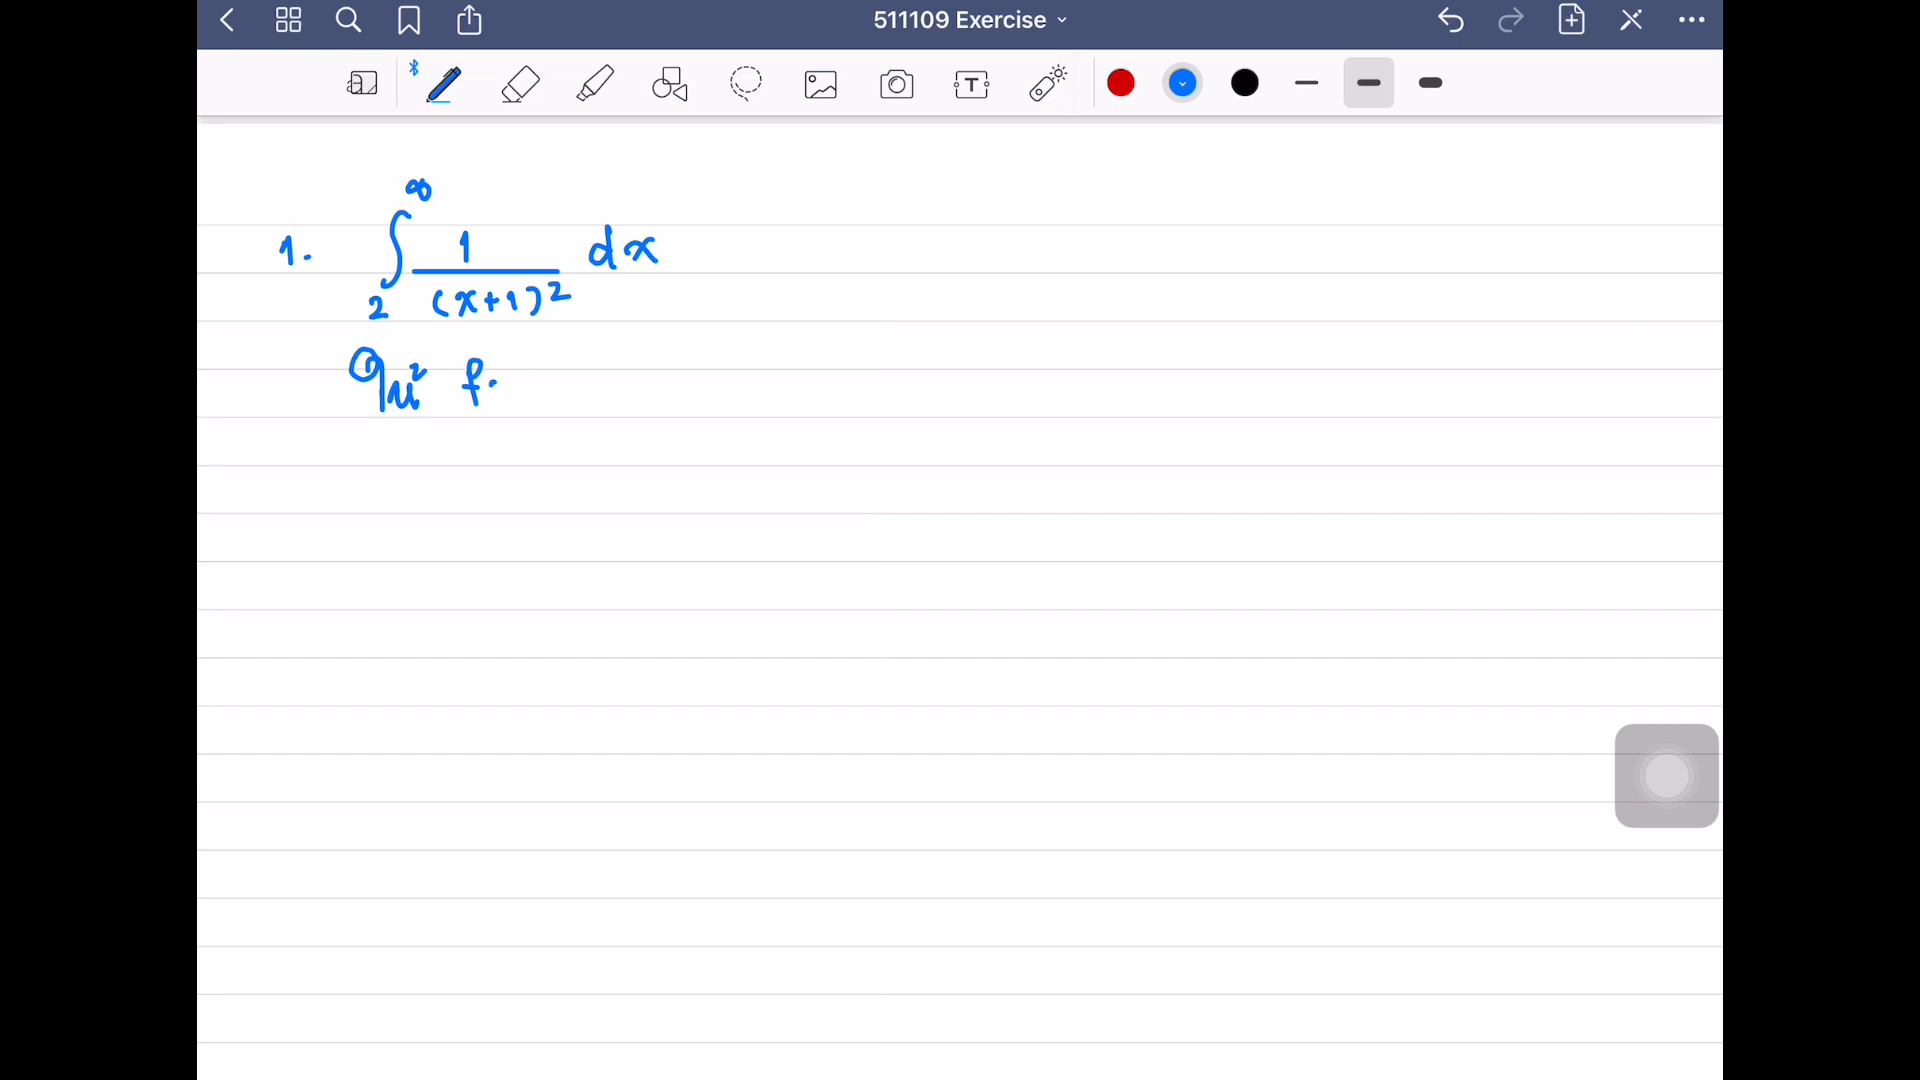 511109 Exercise
T
1. ∫₂^∞ 1/(x+1)² dx
f.